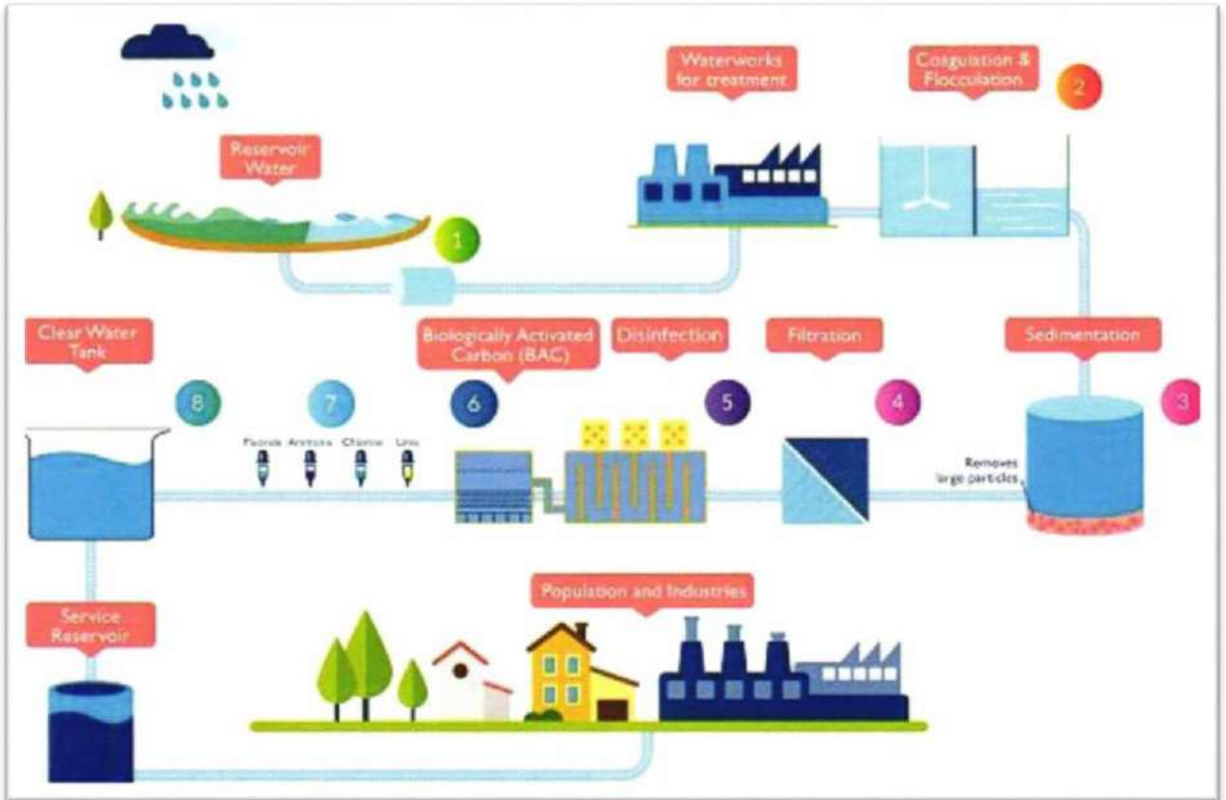 Waterworks
for treatment
Coagulation &
Flocculation
2
Reservoir
Water
1
Clear Water
Tank
Biologically Activated
Carbon (BAC)
Disinfection
Filtration
Sedimentation
8
7
6
5
4
3
Fluoride Ammonia Chlorine Lime
Removes
large particles
Population and Industries
Service
Reservoir